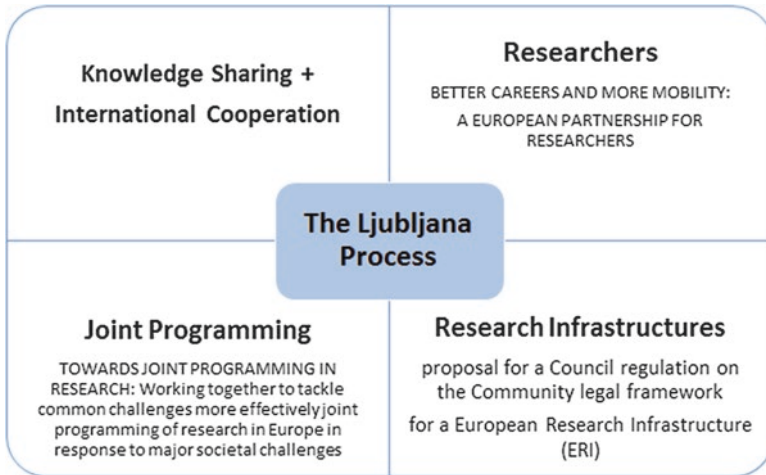 Knowledge Sharing +
International Cooperation
Researchers
BETTER CAREERS AND MORE MOBILITY:
A EUROPEAN PARTNERSHIP FOR
RESEARCHERS
The Ljubljana
Process
Joint Programming
TOWARDS JOINT PROGRAMMING IN
RESEARCH: Working together to tackle
common challenges more effectively joint
programming of research in Europe in
response to major societal challenges
Research Infrastructures
proposal for a Council regulation on
the Community legal framework
for a European Research Infrastructure
(ERI)